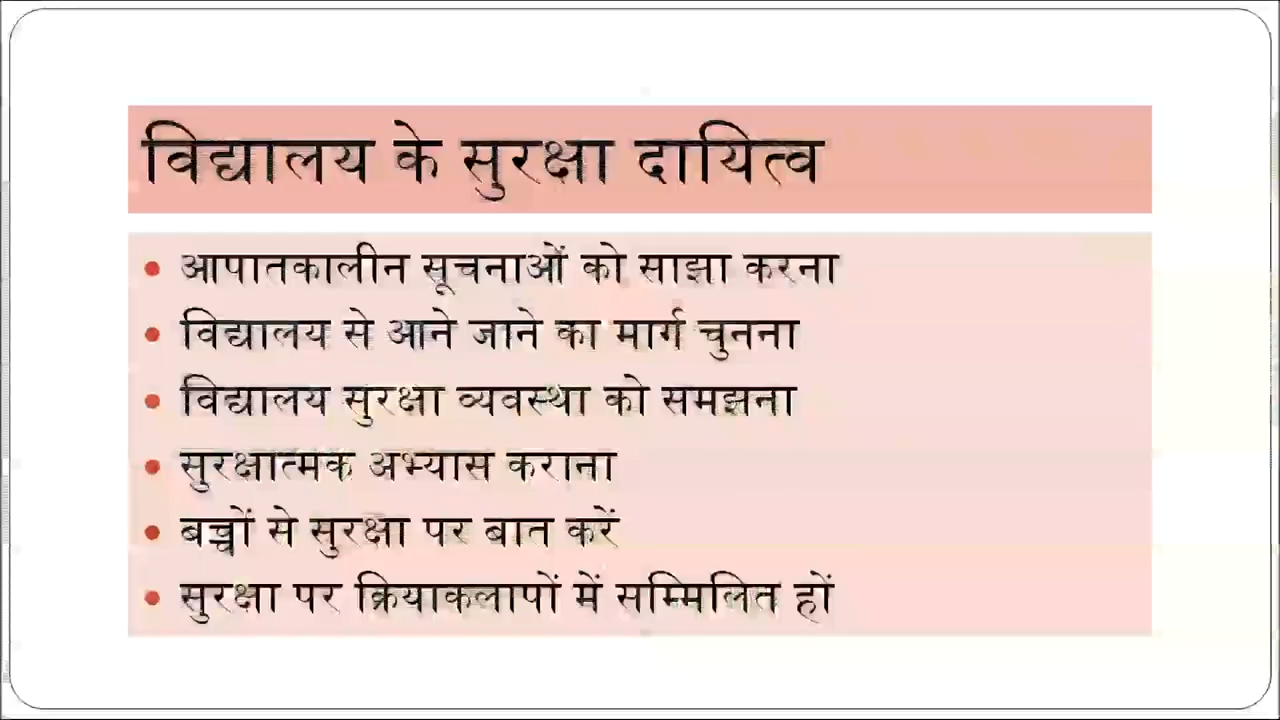 विद्यालय के सुरक्षा दायित्व
• आपातकालीन सूचनाओं को साझा करना
• विद्यालय से आने जाने का मार्ग चुनना
• विद्यालय सुरक्षा व्यवस्था को समझना
• सुरक्षात्मक अभ्यास कराना
• बच्चों से सुरक्षा पर बात करें
• सुरक्षा पर क्रियाकलापों में सम्मिलित हों